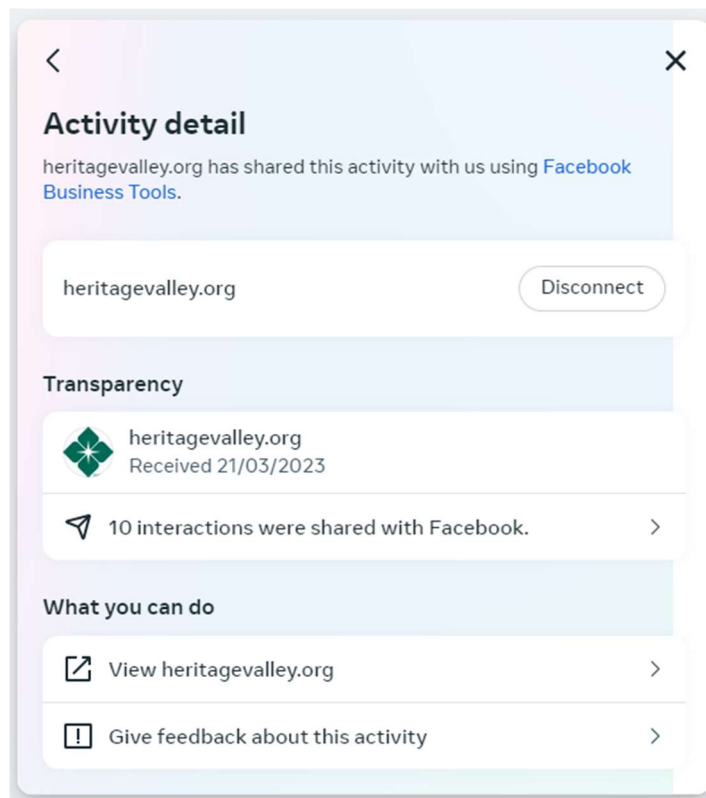 Activity detail
heritagevalley.org has shared this activity with us using Facebook
Business Tools.
heritagevalley.org
Disconnect
Transparency
heritagevalley.org
Received 21/03/2023
10 interactions were shared with Facebook.
What you can do
View heritagevalley.org
Give feedback about this activity